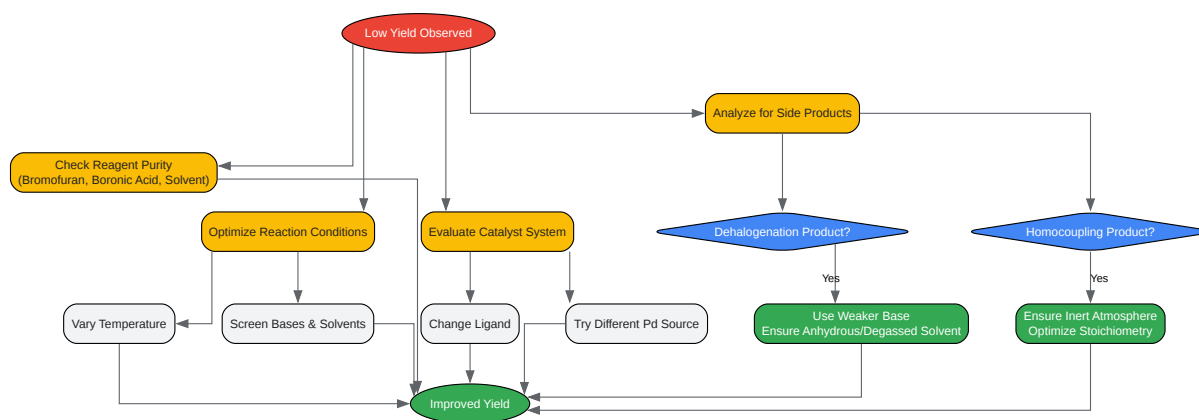 Low Yield Observed
Analyze for Side Products
Check Reagent Purity
(Bromofuran, Boronic Acid, Solvent)
Optimize Reaction Conditions
Evaluate Catalyst System
Dehalogenation Product?
Homocoupling Product?
Yes
Yes
Vary Temperature
Screen Bases & Solvents
Change Ligand
Try Different Pd Source
Use Weaker Base
Ensure Anhydrous/Degassed Solvent
Ensure Inert Atmosphere
Optimize Stoichiometry
Improved Yield